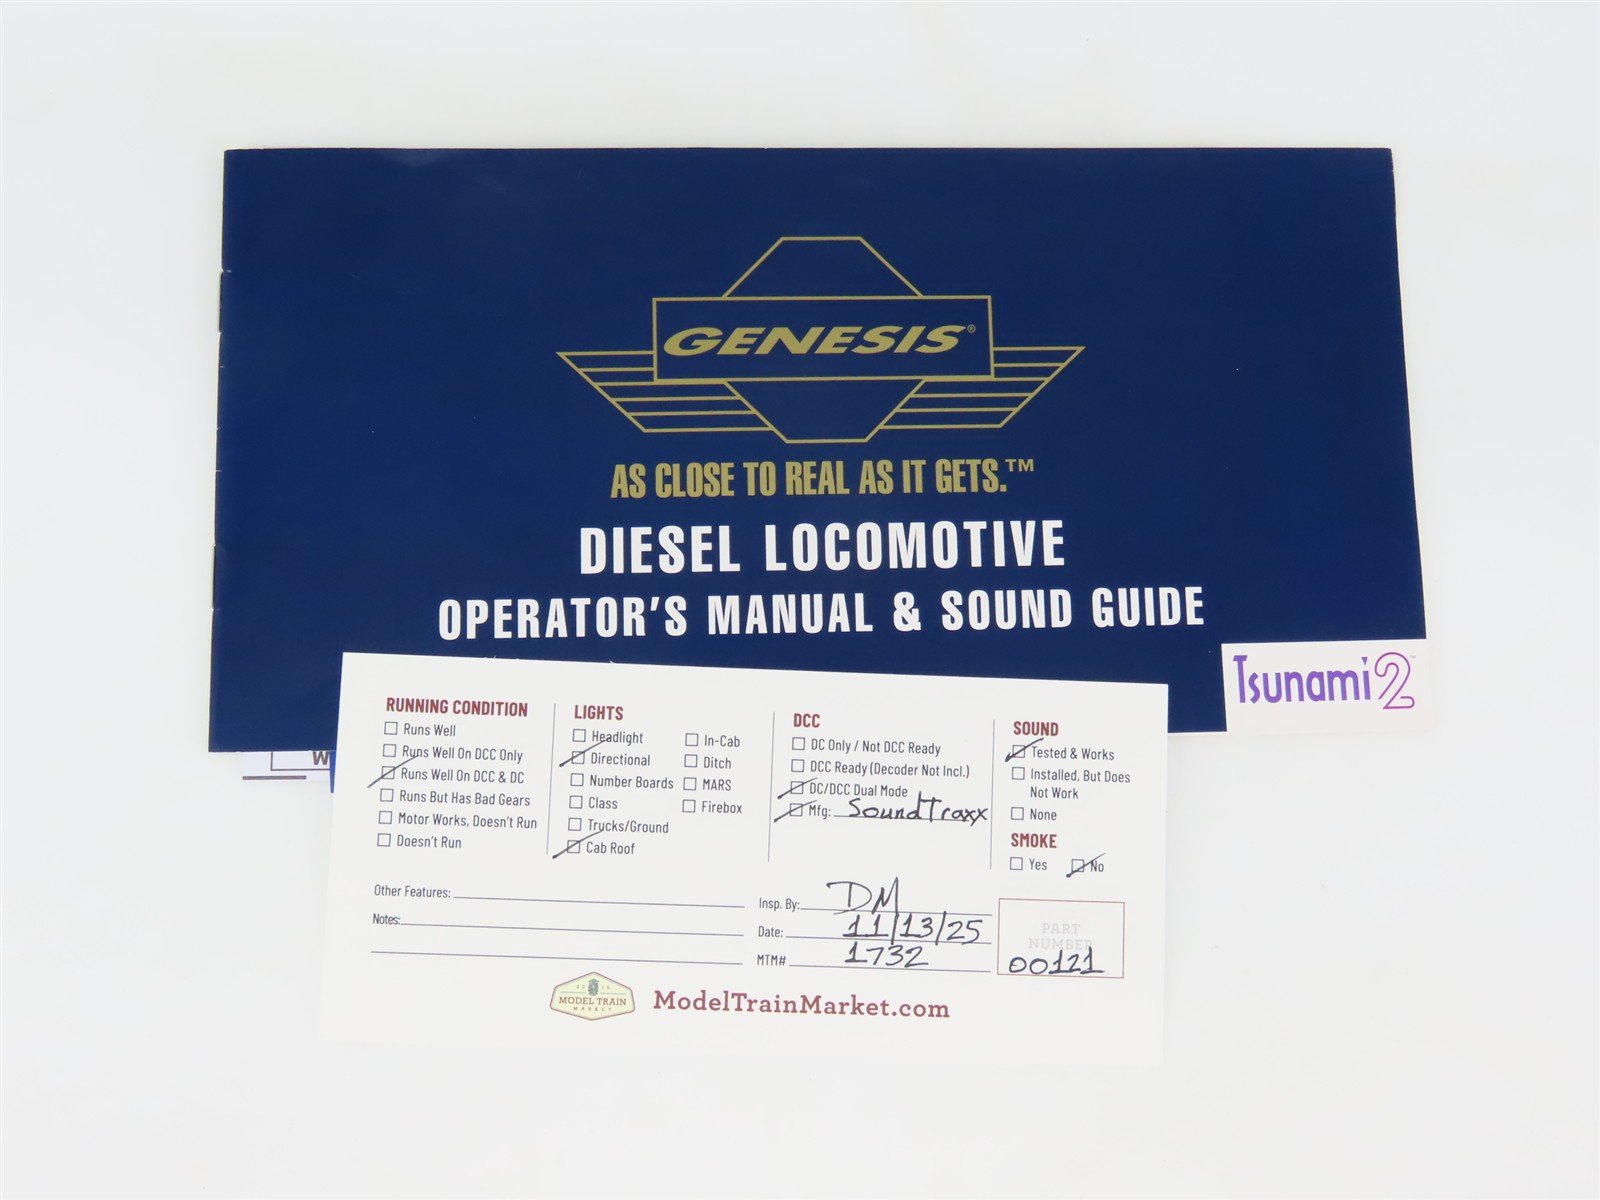 GENESIS®
AS CLOSE TO REAL AS IT GETS.™
DIESEL LOCOMOTIVE
OPERATOR'S MANUAL & SOUND GUIDE
Tsunami2™
W
RUNNING CONDITION
Runs Well
Runs Well On DCC Only
Runs Well On DCC & DC
Runs But Has Bad Gears
Motor Works, Doesn't Run
Doesn't Run
LIGHTS
Headlight
Directional
Number Boards
Class
Trucks/Ground
Cab Roof
In-Cab
Ditch
MARS
Firebox
DCC
DC Only / Not DCC Ready
DCC Ready (Decoder Not Incl.)
DC/DCC Dual Mode
Mfg: SoundTraxx
SOUND
Tested & Works
Installed, But Does
Not Work
None
SMOKE
Yes No
Other Features:
Notes:
Insp. By: DM
Date: 11/13/25
MTM# 1732
PART
NUMBER
00121
MODEL TRAIN
MARKET
ModelTrainMarket.com